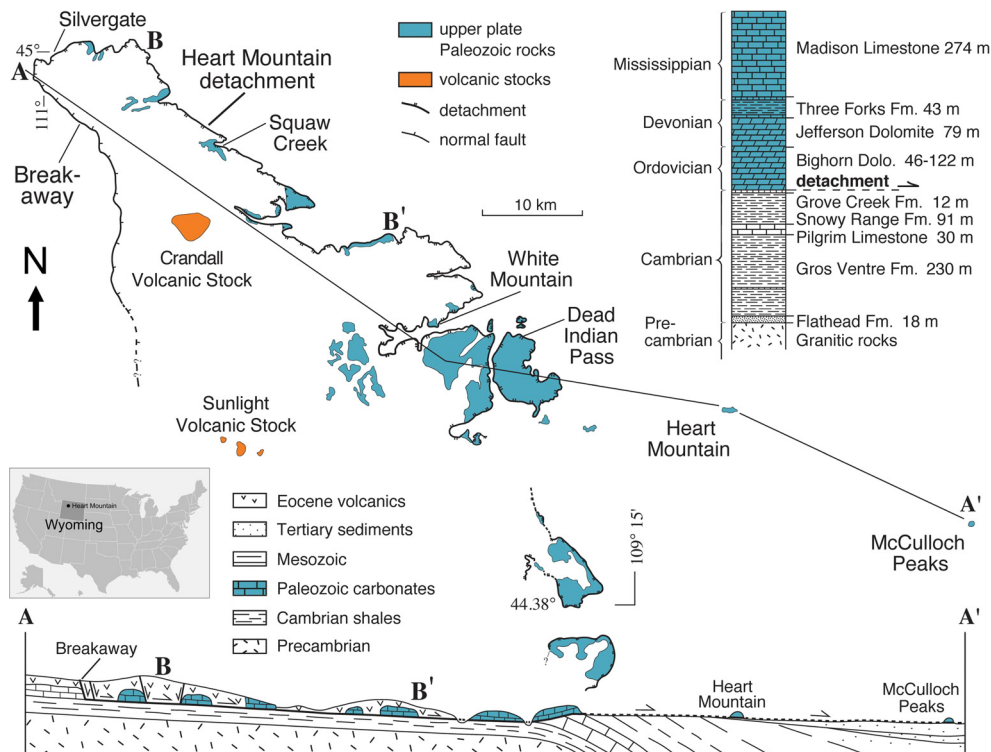 Silvergate
45°
A
B
111°
Heart Mountain
detachment
Squaw
Creek
Break-
away
N
Crandall
Volcanic Stock
B'
White
Mountain
Dead
Indian
Pass
Sunlight
Volcanic Stock
Heart
Mountain
A'
McCulloch
Peaks
upper plate
Paleozoic rocks
volcanic stocks
detachment
normal fault
10 km
?
Mississippian
Devonian
Ordovician
Cambrian
Pre-
cambrian
Madison Limestone 274 m
Three Forks Fm. 43 m
Jefferson Dolomite 79 m
Bighorn Dolo. 46-122 m
detachment
Grove Creek Fm. 12 m
Snowy Range Fm. 91 m
Pilgrim Limestone 30 m
Gros Ventre Fm. 230 m
Flathead Fm. 18 m
Granitic rocks
Heart Mountain
Wyoming
Eocene volcanics
Tertiary sediments
Mesozoic
Paleozoic carbonates
Cambrian shales
Precambrian
44.38°
109° 15'
?
A
Breakaway
B
B'
Heart
Mountain
McCulloch
Peaks
A'